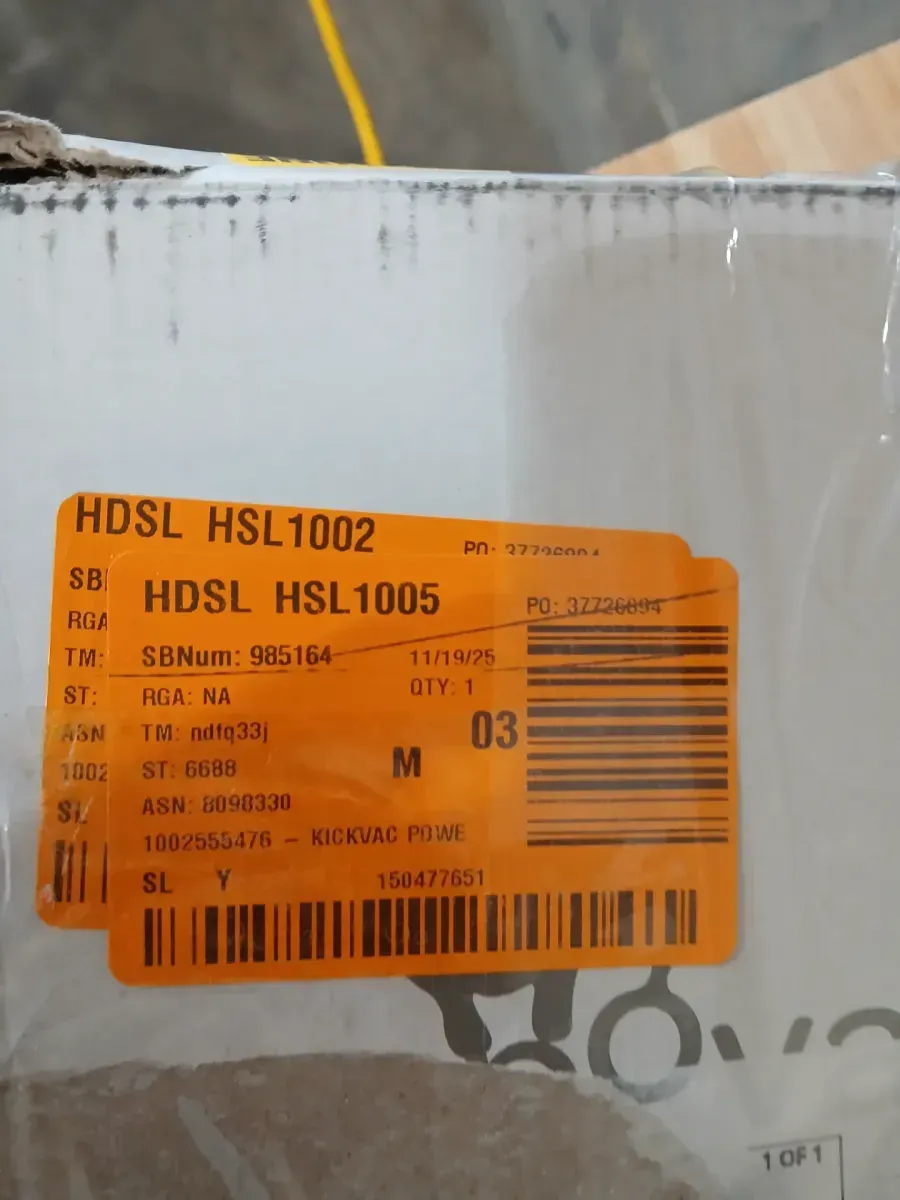 HDSL HSL1002
PO: 37726894
SB
RGA
TM:
ST:
ASN
1002
SL
HDSL HSL1005
PO: 37726894
SBNum: 985164 11/19/25
RGA: NA QTY: 1
TM: ndfq33j 03
ST: 6688 M
ASN: 8098330
1002555476 - KICKVAC POWE
SL Y 150477651
1 OF 1